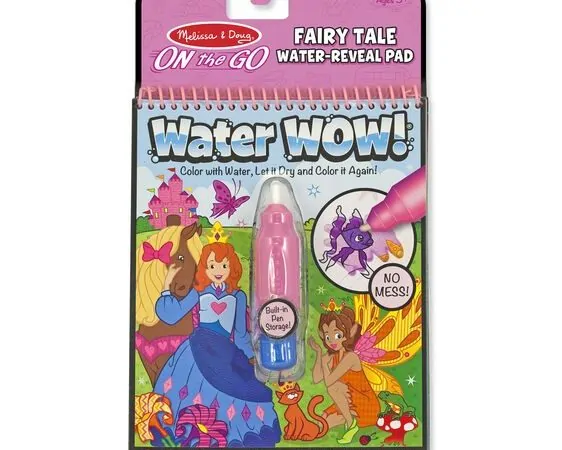 Melissa & Doug
ON the GO
FAIRY TALE
WATER-REVEAL PAD
Water WOW!
Color with Water, Let it Dry and Color it Again!
NO
MESS!
Built-in
Pen
Storage!